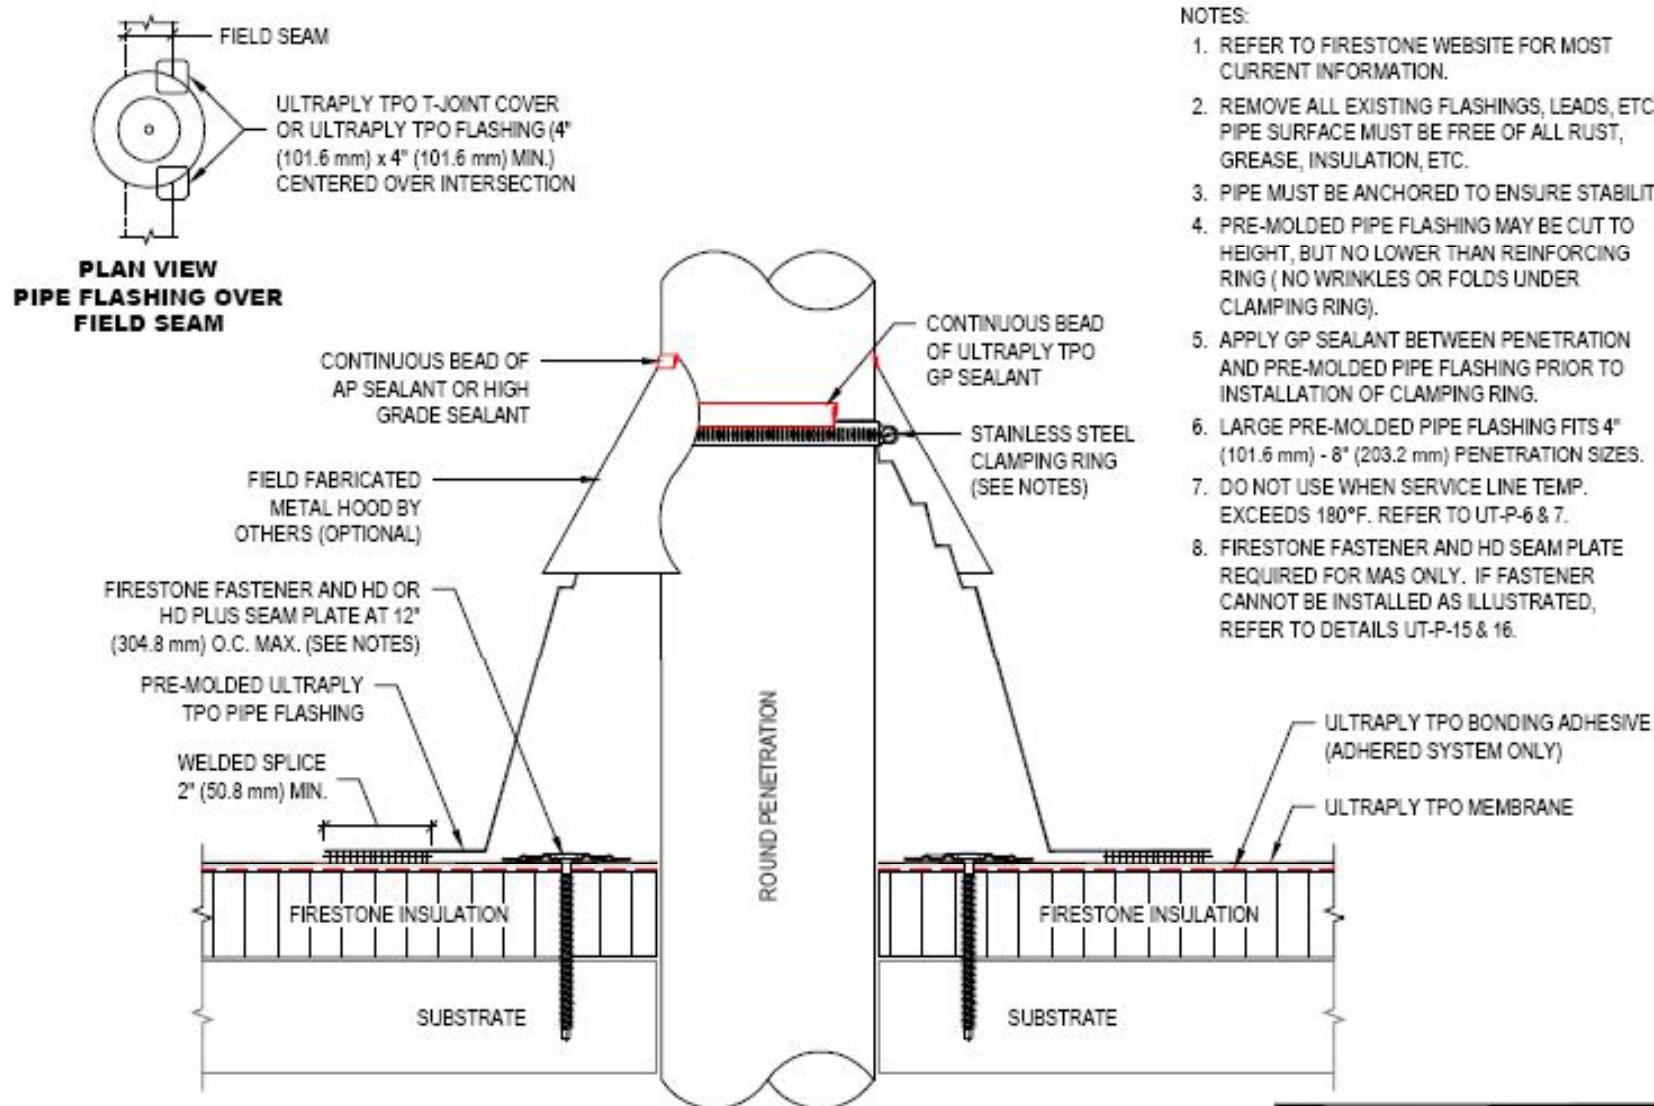 FIELD SEAM
ULTRAPLY TPO T-JOINT COVER
OR ULTRAPLY TPO FLASHING (4"
(101.6 mm) x 4" (101.6 mm) MIN.)
CENTERED OVER INTERSECTION
PLAN VIEW
PIPE FLASHING OVER
FIELD SEAM
CONTINUOUS BEAD OF
AP SEALANT OR HIGH
GRADE SEALANT
FIELD FABRICATED
METAL HOOD BY
OTHERS (OPTIONAL)
FIRESTONE FASTENER AND HD OR
HD PLUS SEAM PLATE AT 12"
(304.8 mm) O.C. MAX. (SEE NOTES)
PRE-MOLDED ULTRAPLY
TPO PIPE FLASHING
WELDED SPLICE
2" (50.8 mm) MIN.
CONTINUOUS BEAD
OF ULTRAPLY TPO
GP SEALANT
STAINLESS STEEL
CLAMPING RING
(SEE NOTES)
ROUND PENETRATION
NOTES:
1. REFER TO FIRESTONE WEBSITE FOR MOST
CURRENT INFORMATION.
2. REMOVE ALL EXISTING FLASHINGS, LEADS, ETC
PIPE SURFACE MUST BE FREE OF ALL RUST,
GREASE, INSULATION, ETC.
3. PIPE MUST BE ANCHORED TO ENSURE STABILIT
4. PRE-MOLDED PIPE FLASHING MAY BE CUT TO
HEIGHT, BUT NO LOWER THAN REINFORCING
RING ( NO WRINKLES OR FOLDS UNDER
CLAMPING RING).
5. APPLY GP SEALANT BETWEEN PENETRATION
AND PRE-MOLDED PIPE FLASHING PRIOR TO
INSTALLATION OF CLAMPING RING.
6. LARGE PRE-MOLDED PIPE FLASHING FITS 4"
(101.6 mm) - 8" (203.2 mm) PENETRATION SIZES.
7. DO NOT USE WHEN SERVICE LINE TEMP.
EXCEEDS 180°F. REFER TO UT-P-6 & 7.
8. FIRESTONE FASTENER AND HD SEAM PLATE
REQUIRED FOR MAS ONLY. IF FASTENER
CANNOT BE INSTALLED AS ILLUSTRATED,
REFER TO DETAILS UT-P-15 & 16.
ULTRAPLY TPO BONDING ADHESIVE
(ADHERED SYSTEM ONLY)
ULTRAPLY TPO MEMBRANE
FIRESTONE INSULATION
FIRESTONE INSULATION
SUBSTRATE
SUBSTRATE